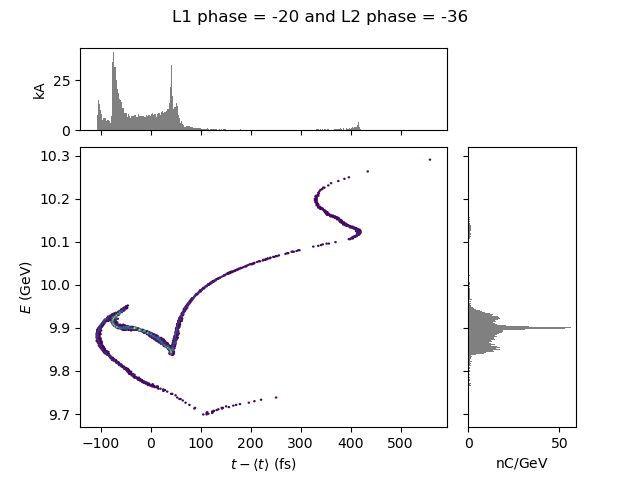 L1 phase = -20 and L2 phase = -36
kA
25
0
E (GeV)
10.3
10.2
10.1
10.0
9.9
9.8
9.7
−100 0 100 200 300 400 500
t − ⟨t⟩ (fs)
0 50
nC/GeV